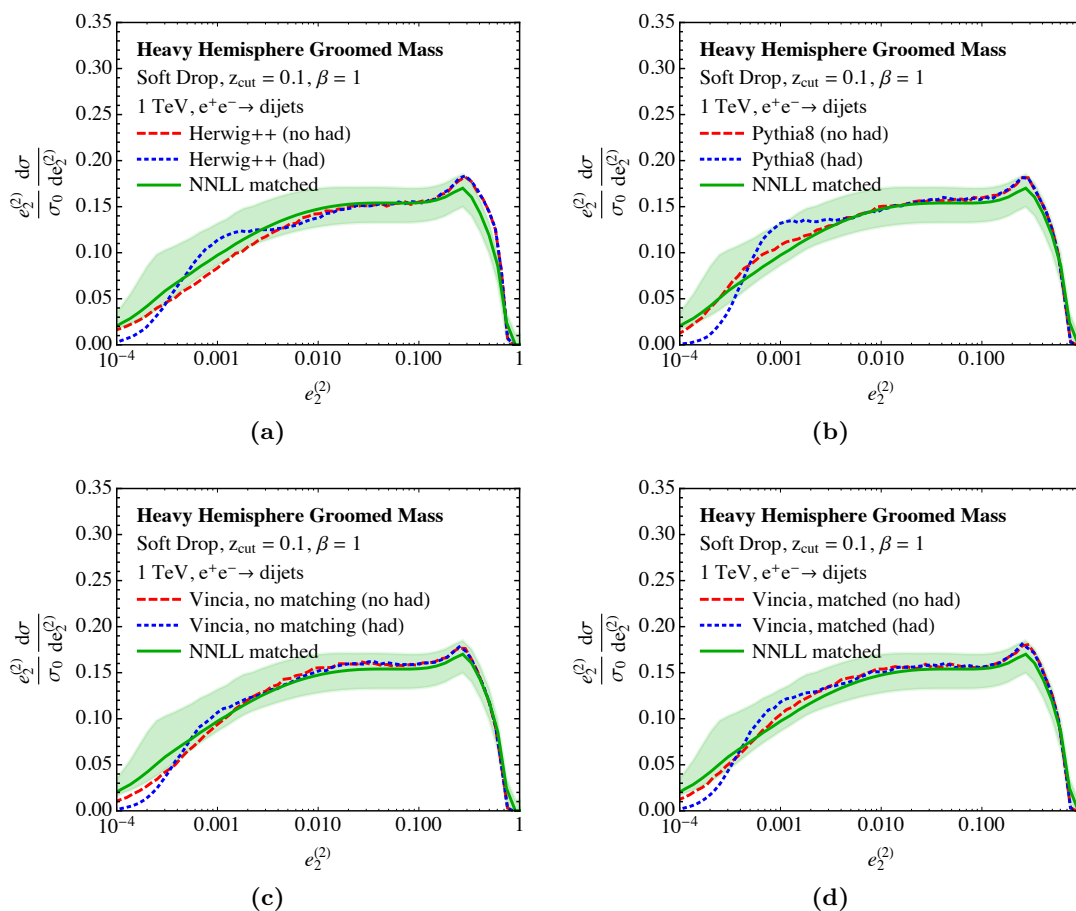 (a)
0.35
0.30
0.25
0.20
0.15
0.10
0.05
0.00
Heavy Hemisphere Groomed Mass
Soft Drop, z_cut = 0.1, β = 1
1 TeV, e⁺e⁻→ dijets
Herwig++ (no had)
Herwig++ (had)
NNLL matched
e₂⁽²⁾/σ₀ dσ/de₂⁽²⁾
10⁻⁴ 0.001 0.010 0.100 1
e₂⁽²⁾
(b)
0.35
0.30
0.25
0.20
0.15
0.10
0.05
0.00
Heavy Hemisphere Groomed Mass
Soft Drop, z_cut = 0.1, β = 1
1 TeV, e⁺e⁻→ dijets
Pythia8 (no had)
Pythia8 (had)
NNLL matched
e₂⁽²⁾/σ₀ dσ/de₂⁽²⁾
10⁻⁴ 0.001 0.010 0.100
e₂⁽²⁾
(c)
0.35
0.30
0.25
0.20
0.15
0.10
0.05
0.00
Heavy Hemisphere Groomed Mass
Soft Drop, z_cut = 0.1, β = 1
1 TeV, e⁺e⁻→ dijets
Vincia, no matching (no had)
Vincia, no matching (had)
NNLL matched
e₂⁽²⁾/σ₀ dσ/de₂⁽²⁾
10⁻⁴ 0.001 0.010 0.100 1
e₂⁽²⁾
(d)
0.35
0.30
0.25
0.20
0.15
0.10
0.05
0.00
Heavy Hemisphere Groomed Mass
Soft Drop, z_cut = 0.1, β = 1
1 TeV, e⁺e⁻→ dijets
Vincia, matched (no had)
Vincia, matched (had)
NNLL matched
e₂⁽²⁾/σ₀ dσ/de₂⁽²⁾
10⁻⁴ 0.001 0.010 0.100
e₂⁽²⁾